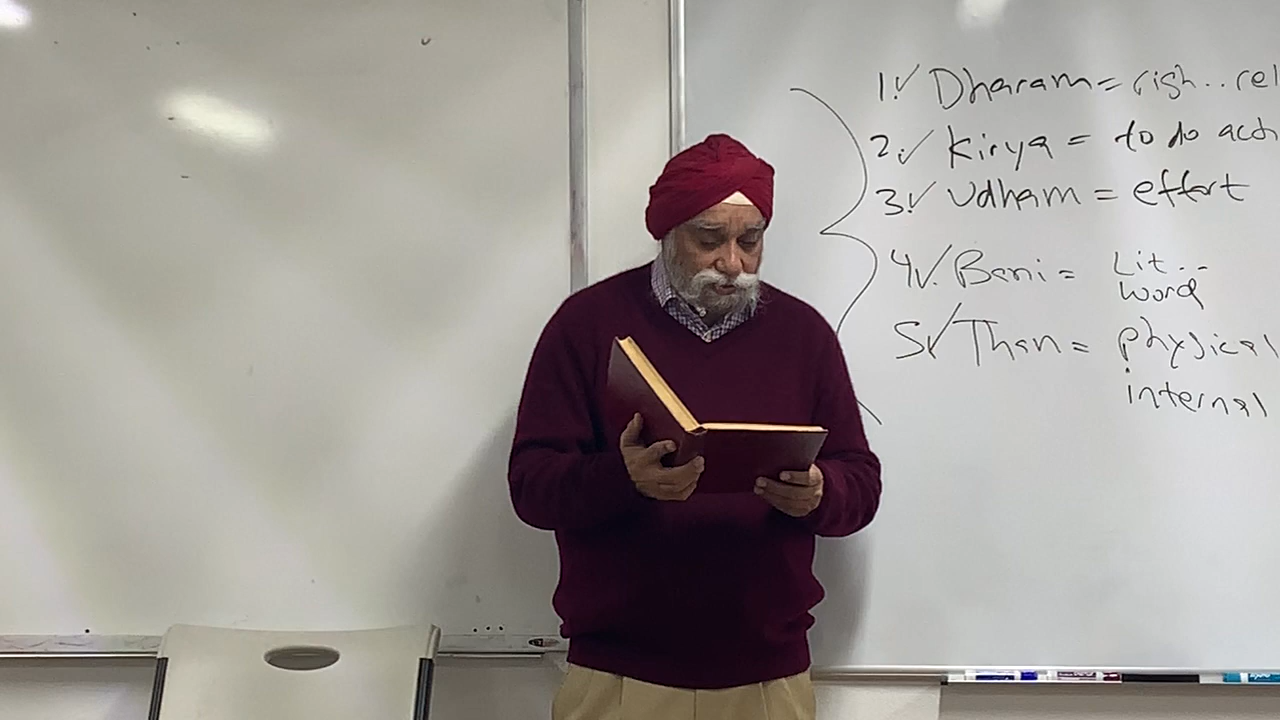 1.✓ Dharam = righ.. rel
2.✓ Kirya = to do acti
3.✓ Udham = effort
4✓. Bani = Lit..
word
5✓ Than = physical
internal